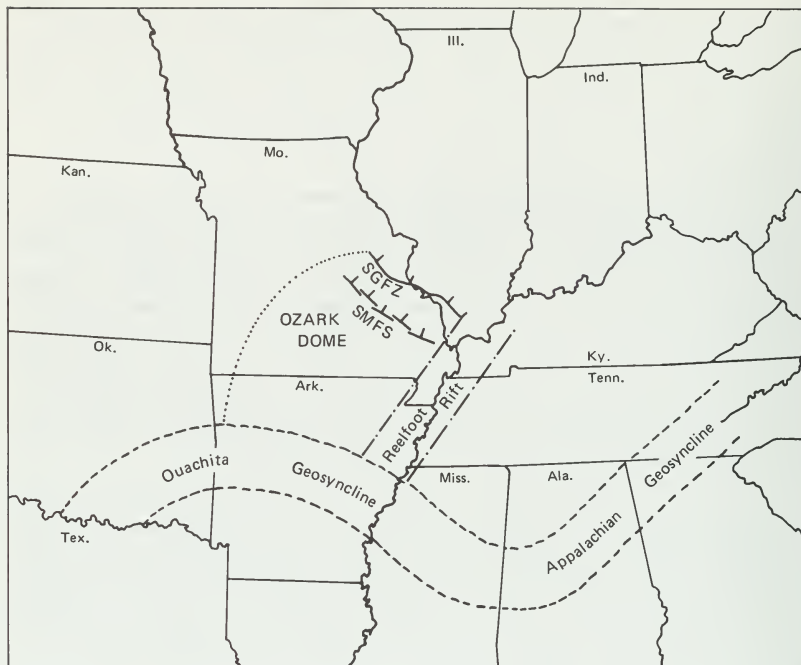 Ill.
Ind.
Mo.
Kan.
SGFZ
SMFS
OZARK
DOME
Ok.
Ky.
Tenn.
Ark.
Reelfoot
Rift
Ouachita
Geosyncline
Miss.
Ala.
Appalachian
Geosyncline
Tex.